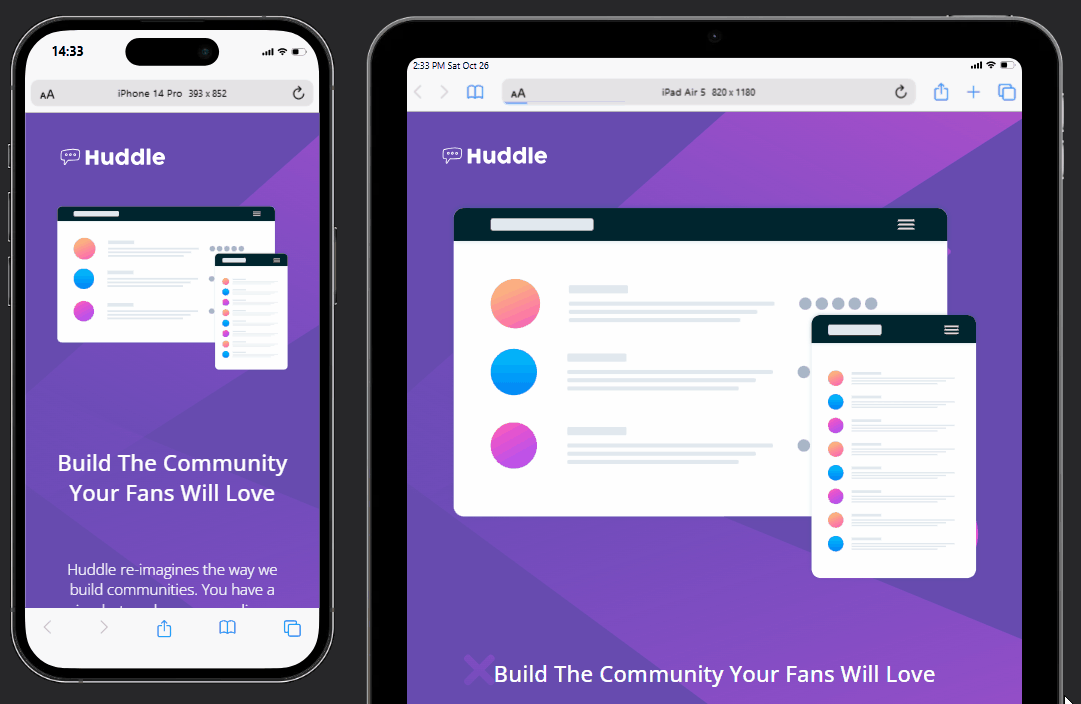 14:33
AA
iPhone 14 Pro 393 x 852
Huddle
Build The Community
Your Fans Will Love
Huddle re-imagines the way we
build communities. You have a
2:33 PM Sat Oct 26
AA
iPad Air 5 820 x 1180
Huddle
Build The Community Your Fans Will Love